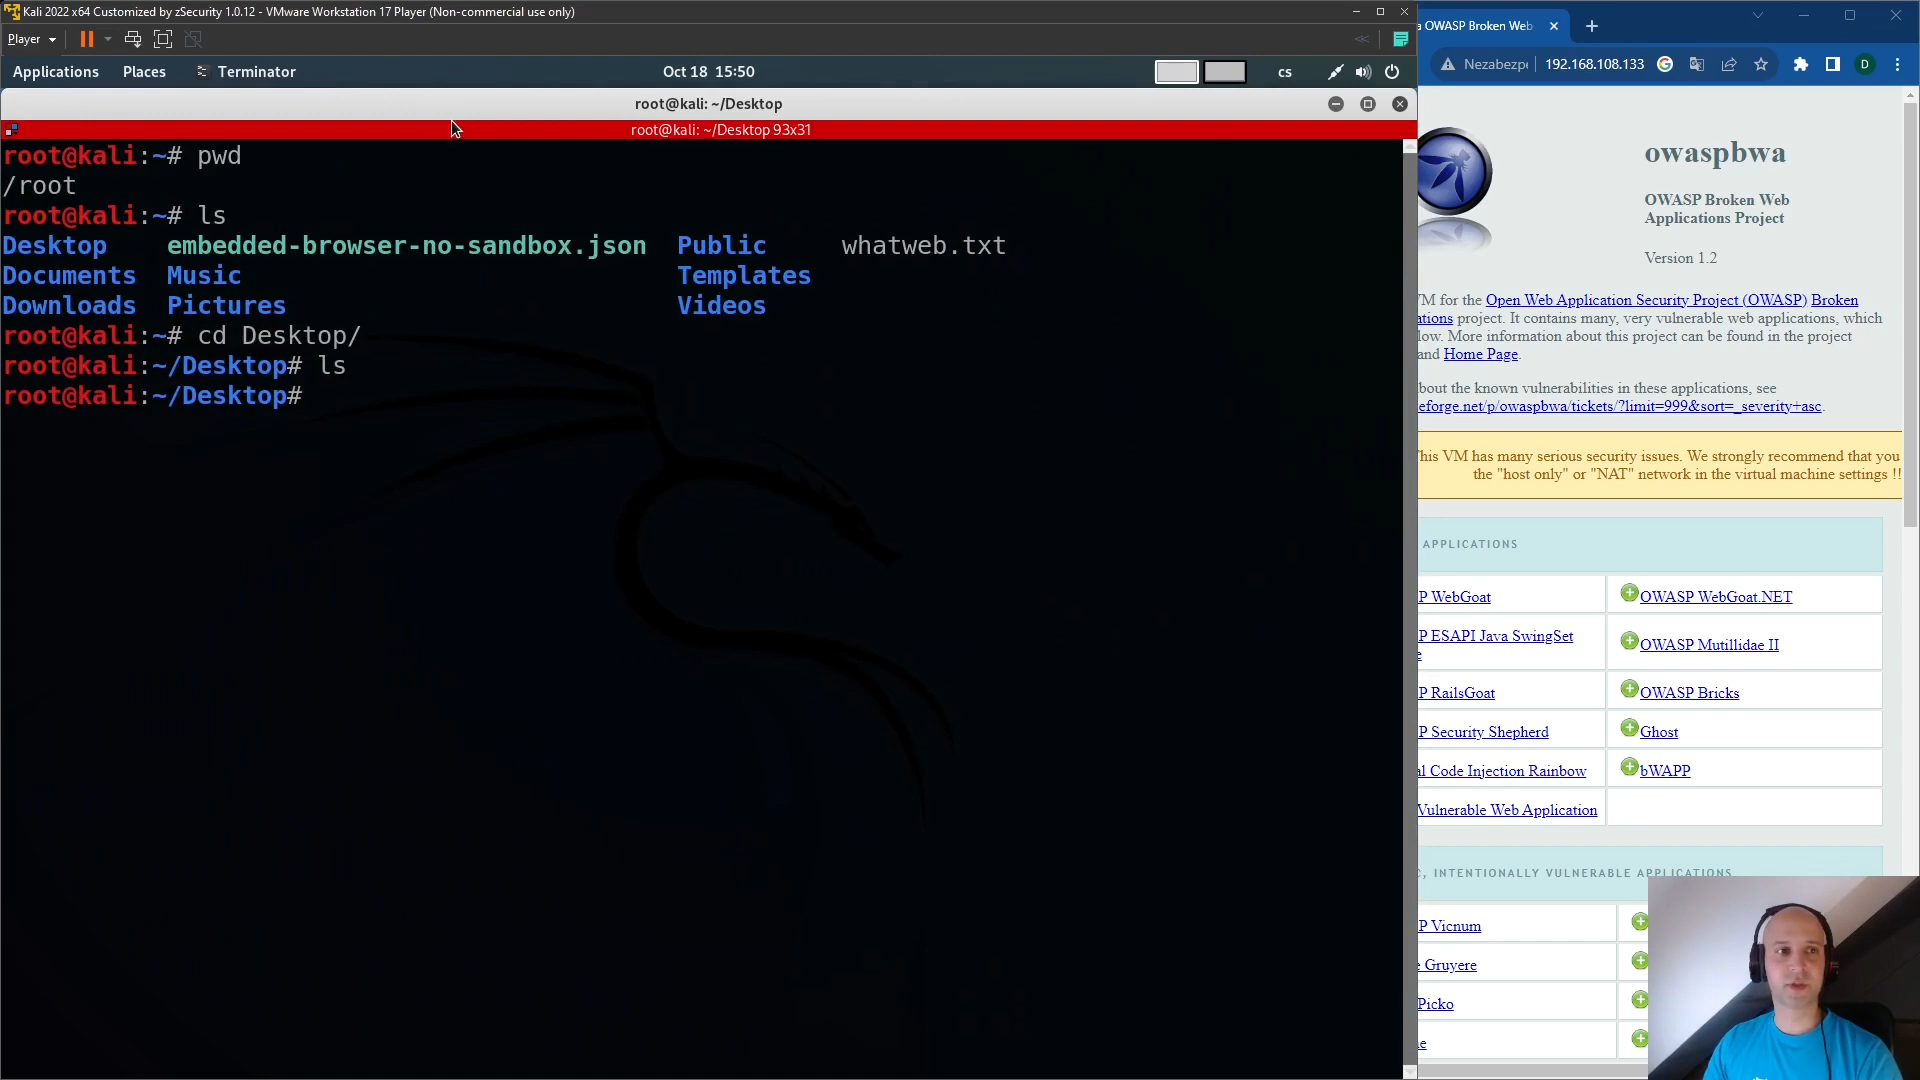 Kali 2022 x64 Customized by zSecurity 1.0.12 - VMware Workstation 17 Player (Non-commercial use only)
Player
Applications Places Terminator Oct 18 15:50 cs
root@kali: ~/Desktop
root@kali: ~/Desktop 93x31
root@kali:~# pwd
/root
root@kali:~# ls
Desktop embedded-browser-no-sandbox.json Public whatweb.txt
Documents Music Templates
Downloads Pictures Videos
root@kali:~# cd Desktop/
root@kali:~/Desktop# ls
root@kali:~/Desktop#
OWASP Broken Web
Nezabezpe 192.168.108.133 D
owaspbwa
OWASP Broken Web
Applications Project
Version 1.2
VM for the Open Web Application Security Project (OWASP) Broken
ations project. It contains many, very vulnerable web applications, which
low. More information about this project can be found in the project
and Home Page.
bout the known vulnerabilities in these applications, see
eforge.net/p/owaspbwa/tickets/?limit=999&sort=_severity+asc.
This VM has many serious security issues. We strongly recommend that you
the "host only" or "NAT" network in the virtual machine settings !!
APPLICATIONS
P WebGoat OWASP WebGoat.NET
P ESAPI Java SwingSet
e
OWASP Mutillidae II
P RailsGoat OWASP Bricks
P Security Shepherd Ghost
al Code Injection Rainbow bWAPP
Vulnerable Web Application
, INTENTIONALLY VULNERABLE APPLICATIONS
P Vicnum
e Gruyere
Picko
ne